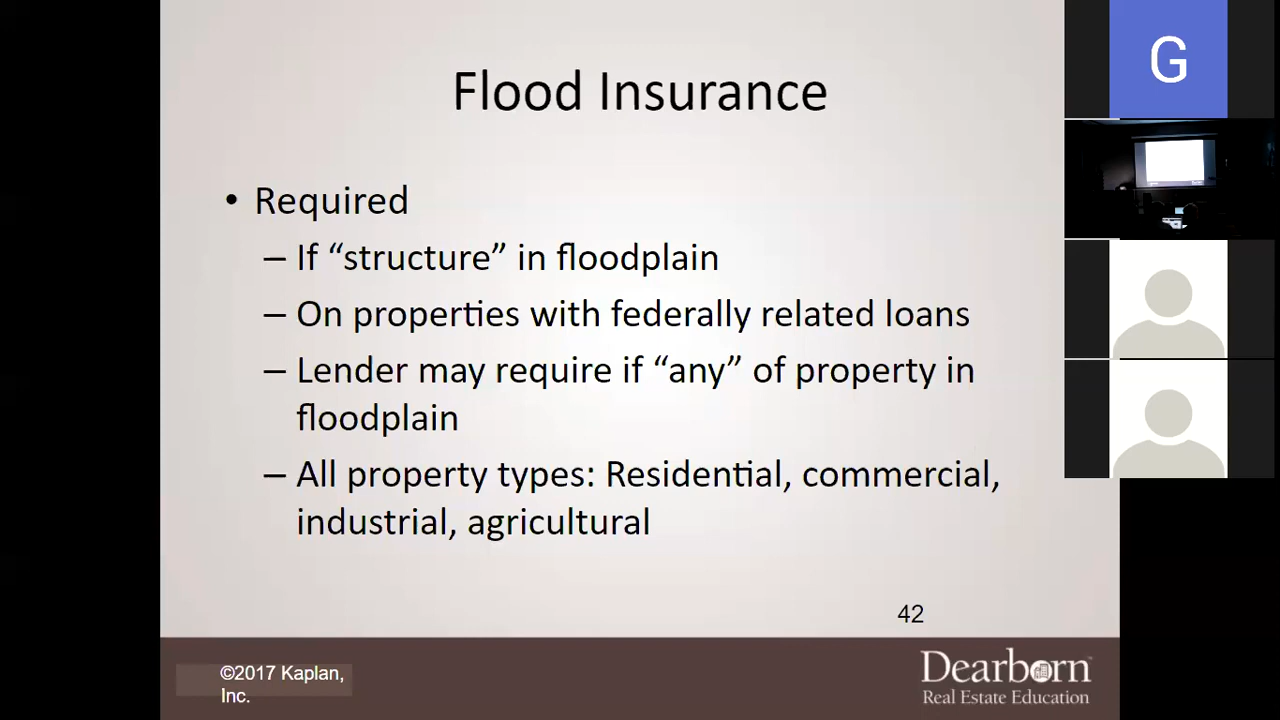 Flood Insurance
• Required
– If “structure” in floodplain
– On properties with federally related loans
– Lender may require if “any” of property in
floodplain
– All property types: Residential, commercial,
industrial, agricultural
42
©2017 Kaplan,
Inc.
Dearborn
Real Estate Education
G